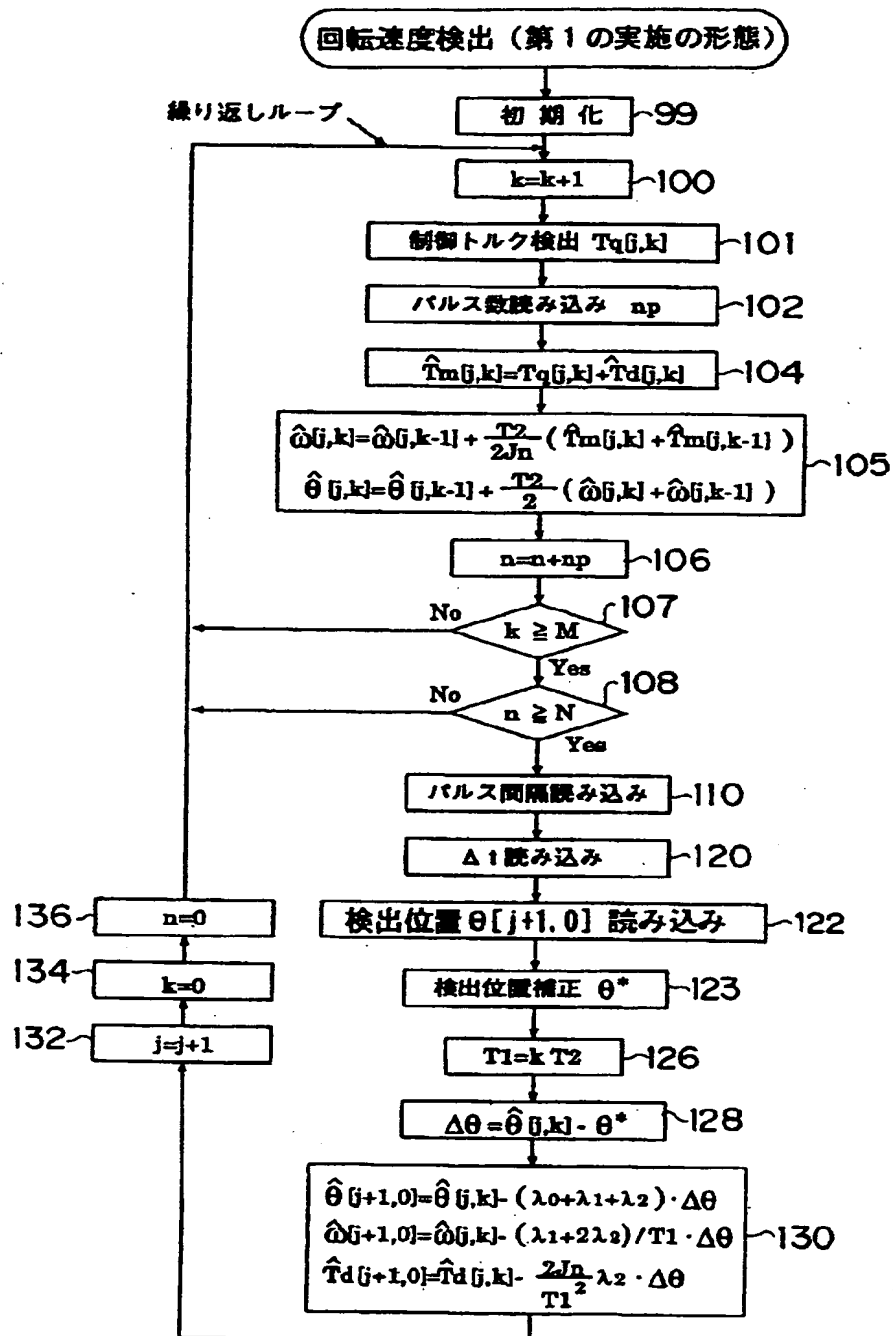 回転速度検出（第１の実施の形態）
初期化 99
繰り返しループ
k=k+1 100
制御トルク検出 Tq[j,k] 101
パルス数読み込み np 102
T̂m[j,k]=Tq[j,k]+T̂d[j,k] 104
ω̂[j,k]=ω̂[j,k-1]+T2/2Jn(T̂m[j,k]+T̂m[j,k-1])
θ̂[j,k]=θ̂[j,k-1]+T2/2(ω̂[j,k]+ω̂[j,k-1])
105
n=n+np 106
107
No
k ≧ M
Yes
108
No
n ≧ N
Yes
パルス間隔読み込み 110
Δt読み込み 120
検出位置θ[j+1.0] 読み込み 122
検出位置補正 θ* 123
T1=k T2 126
Δθ=θ̂[j,k]-θ* 128
θ̂[j+1,0]=θ̂[j,k]-(λ0+λ1+λ2)・Δθ
ω̂[j+1,0]=ω̂[j,k]-(λ1+2λ2)/T1・Δθ
T̂d[j+1,0]=T̂d[j,k]-2Jn/T1²λ2・Δθ
130
136 n=0
134 k=0
132 j=j+1